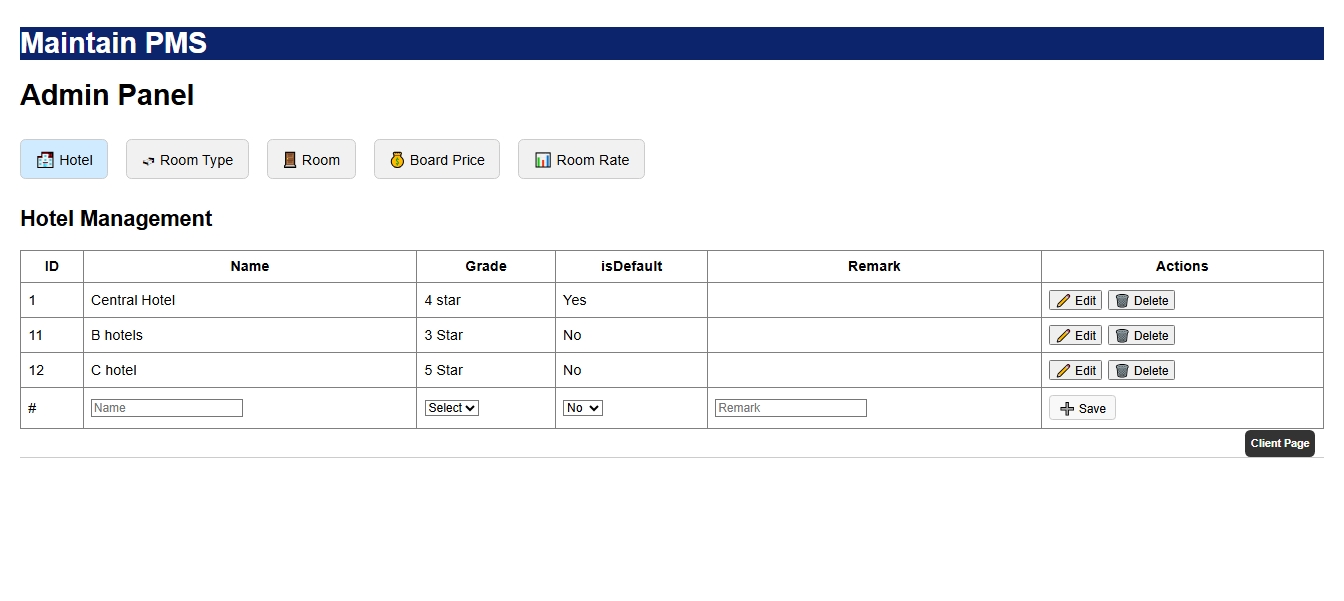 Maintain PMS
Admin Panel
Hotel Room Type Room Board Price Room Rate
Hotel Management
ID Name Grade isDefault Remark Actions
1 Central Hotel 4 star Yes Edit Delete
11 B hotels 3 Star No Edit Delete
12 C hotel 5 Star No Edit Delete
# Name Select No Remark Save
Client Page